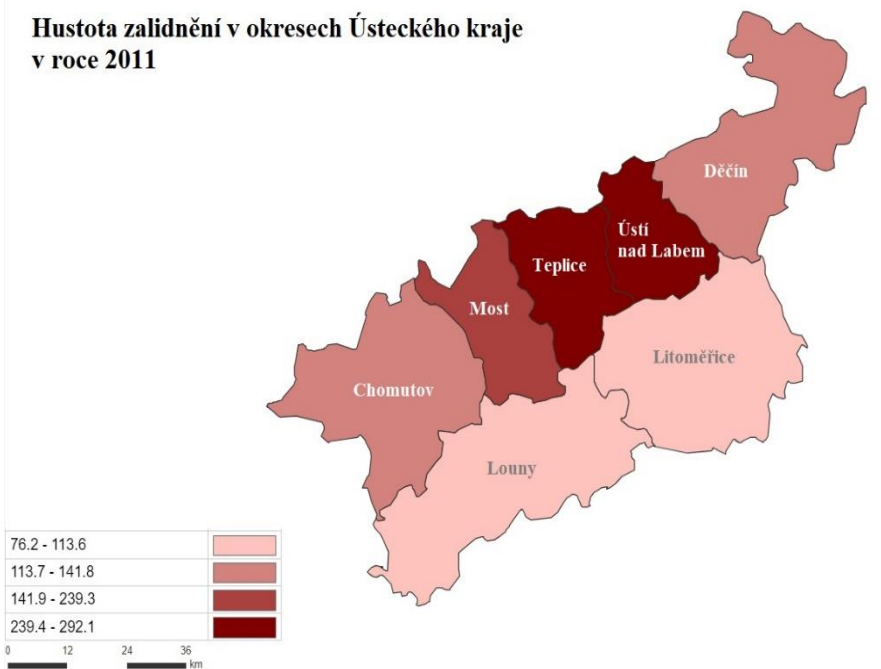 Hustota zalidnění v okresech Ústeckého kraje
v roce 2011
Děčín
Ústí
nad Labem
Teplice
Most
Litoměřice
Chomutov
Louny
76.2 - 113.6
113.7 - 141.8
141.9 - 239.3
239.4 - 292.1
0 12 24 36
km